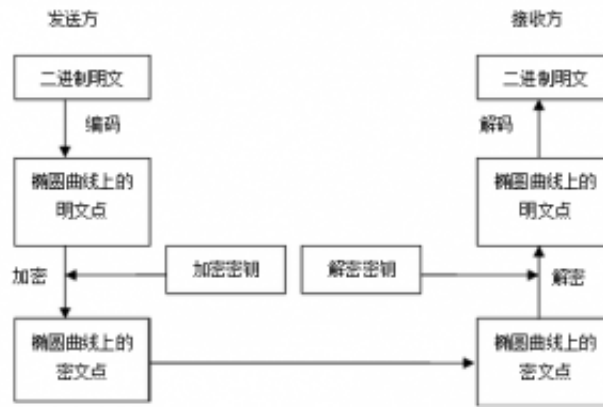 发送方
接收方
二进制明文
二进制明文
编码
解码
椭圆曲线上的
明文点
椭圆曲线上的
明文点
加密
加密密钥
解密密钥
解密
椭圆曲线上的
密文点
椭圆曲线上的
密文点